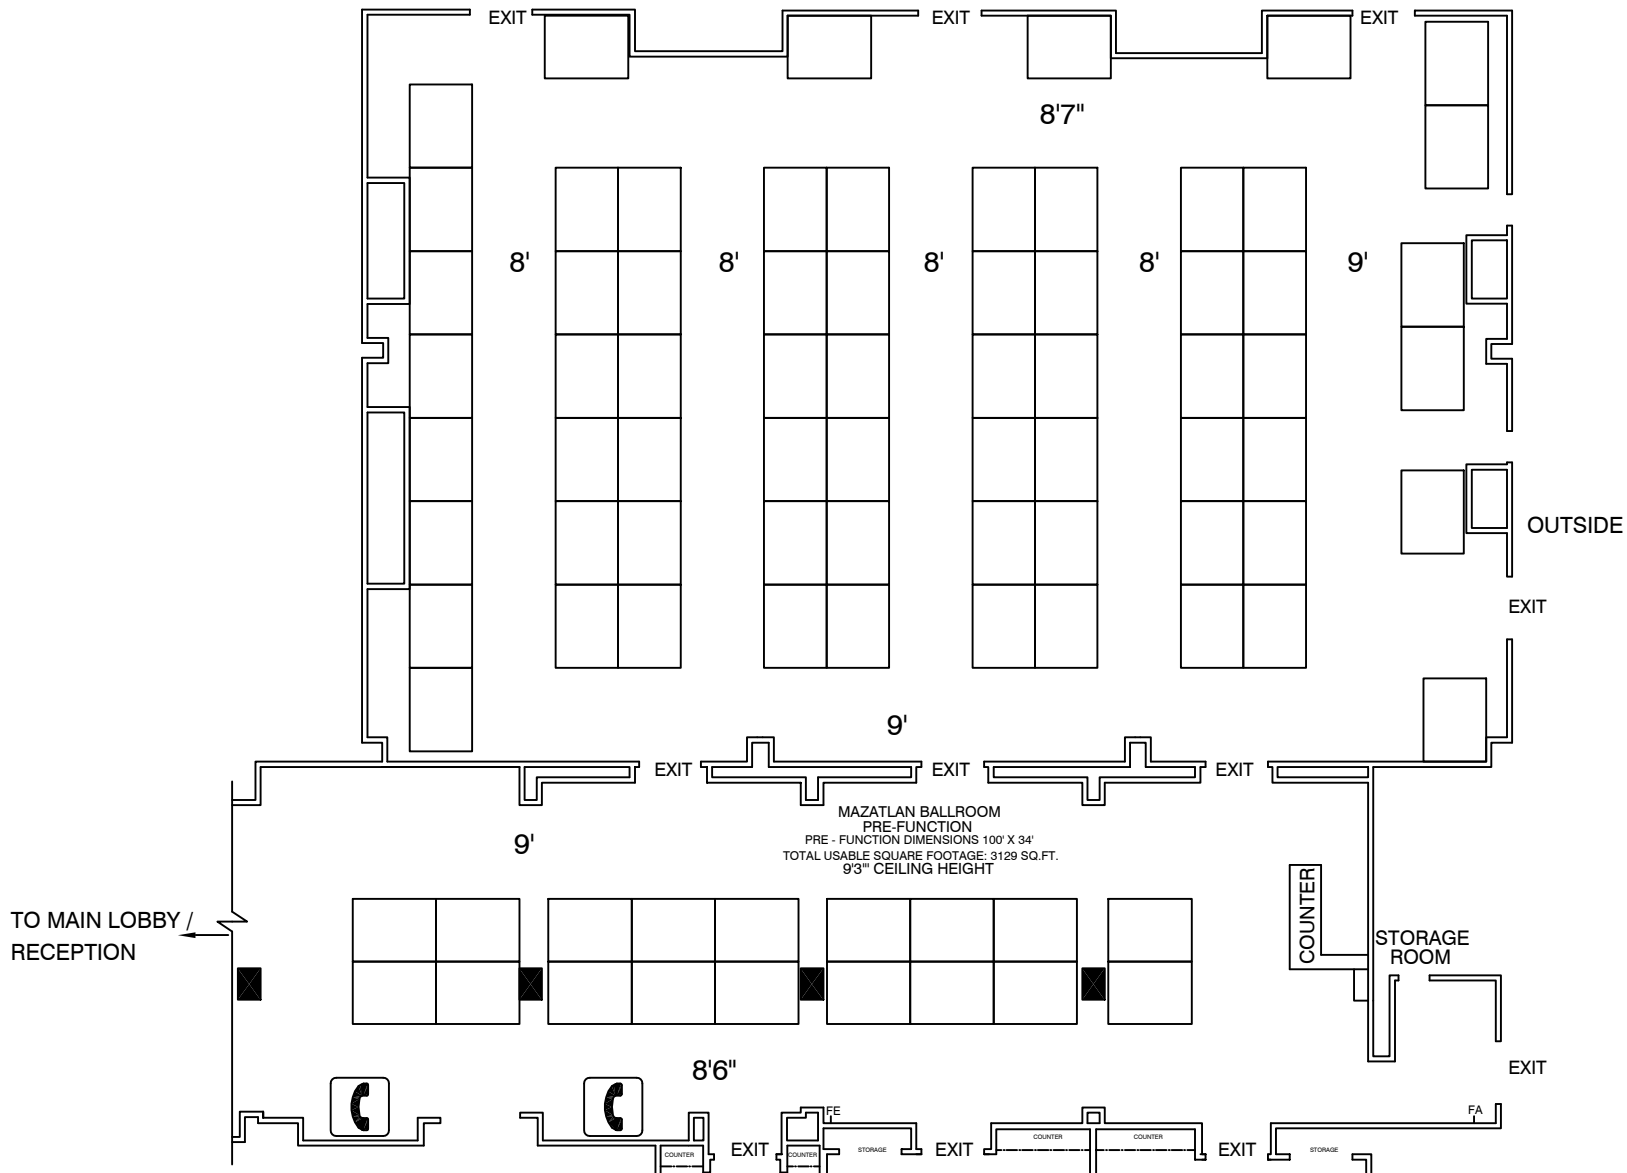 EXIT
EXIT
EXIT
8'7"
8'
8'
8'
8'
9'
OUTSIDE
EXIT
9'
EXIT
EXIT
EXIT
MAZATLAN BALLROOM
PRE-FUNCTION
PRE - FUNCTION DIMENSIONS 100' X 34'
TOTAL USABLE SQUARE FOOTAGE: 3129 SQ.FT.
9'3"' CEILING HEIGHT
9'
COUNTER
TO MAIN LOBBY /
RECEPTION
STORAGE
ROOM
8'6"
EXIT
FE
FA
EXIT
EXIT
EXIT
COUNTER
COUNTER
STORAGE
COUNTER
COUNTER
STORAGE